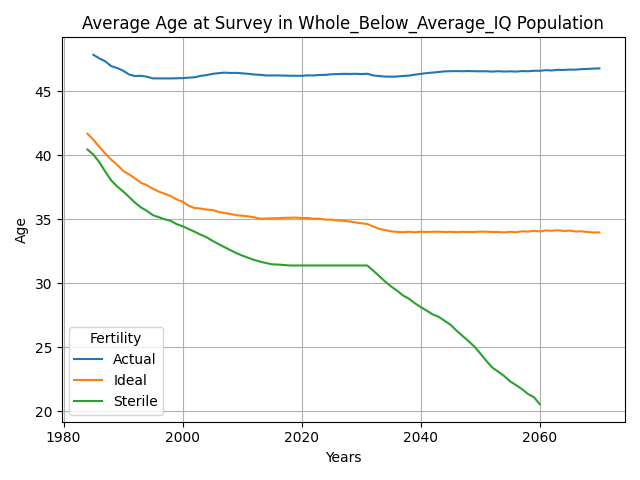 Average Age at Survey in Whole_Below_Average_IQ Population
Age
45
40
35
30
25
20
Fertility
Actual
Ideal
Sterile
1980
2000
2020
2040
2060
Years